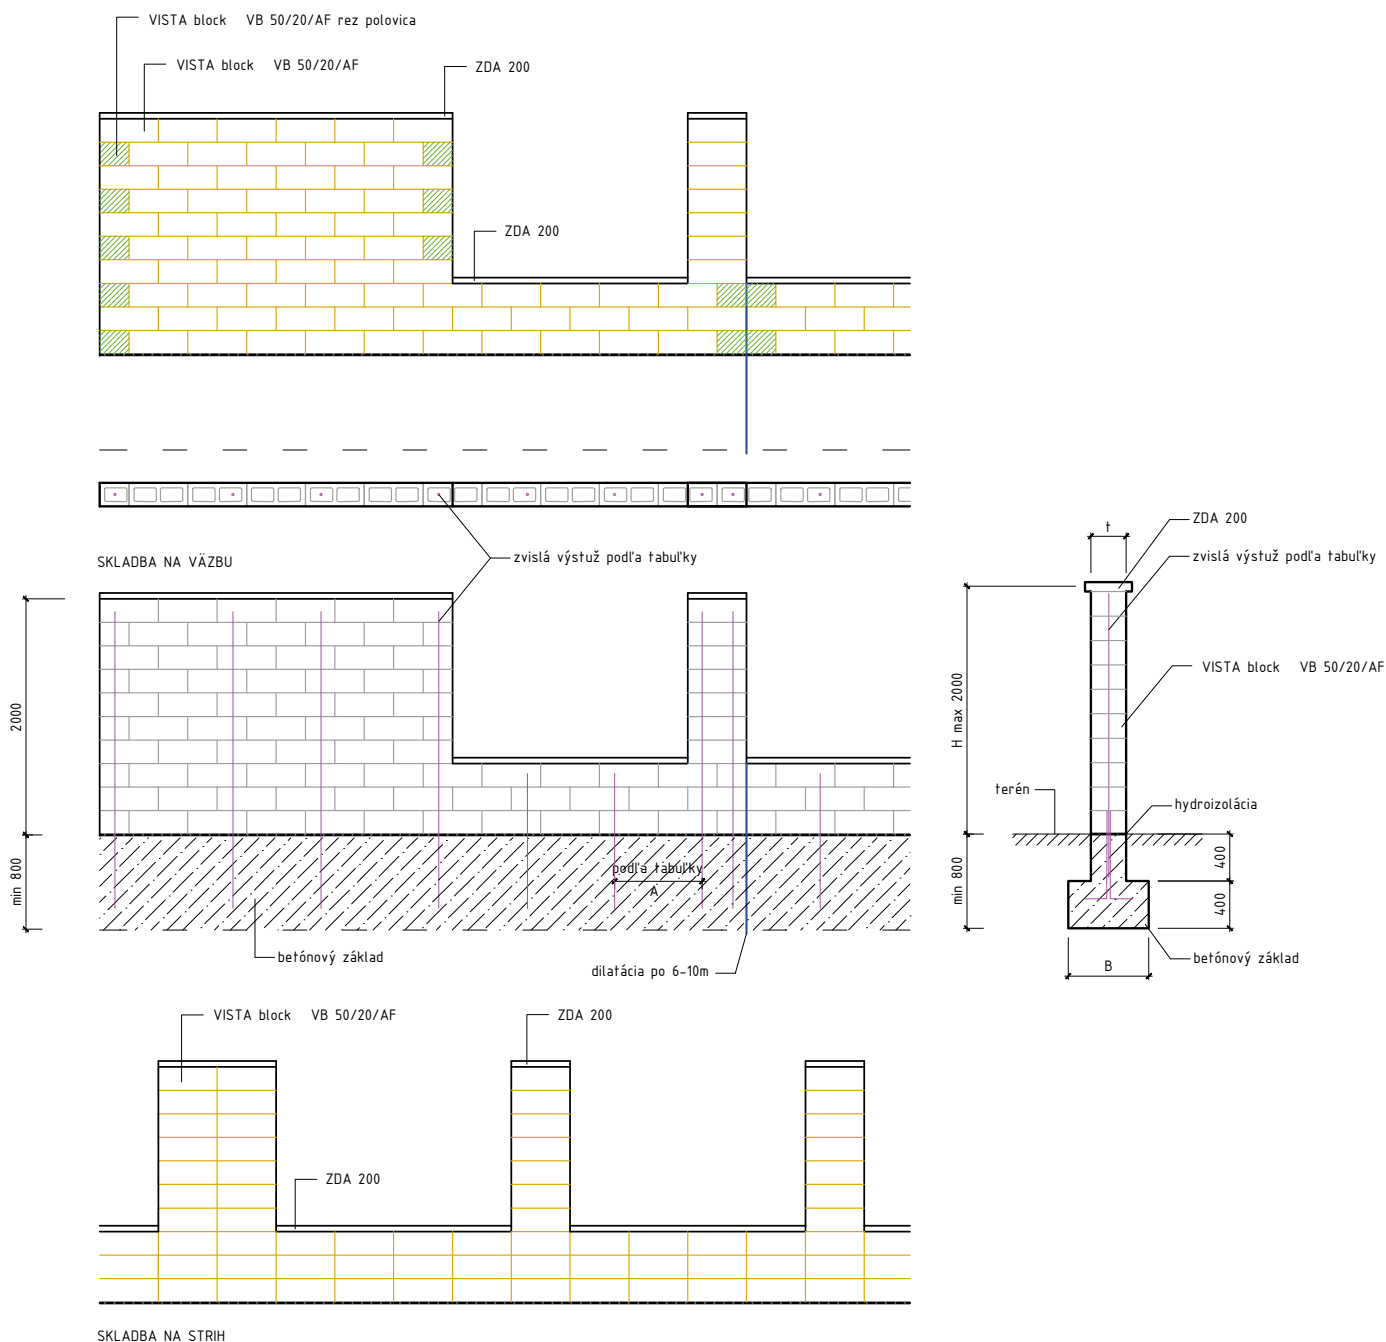 VISTA block VB 50/20/AF rez polovica
VISTA block VB 50/20/AF
ZDA 200
ZDA 200
SKLADBA NA VÄZBU
zvislá výstuž podľa tabuľky
2000
min 800
podľa tabuľky
A
betónový základ
dilatácia po 6-10m
t
ZDA 200
zvislá výstuž podľa tabuľky
VISTA block VB 50/20/AF
H max 2000
terén
hydroizolácia
min 800
400
400
B
betónový základ
VISTA block VB 50/20/AF
ZDA 200
ZDA 200
SKLADBA NA STRIH